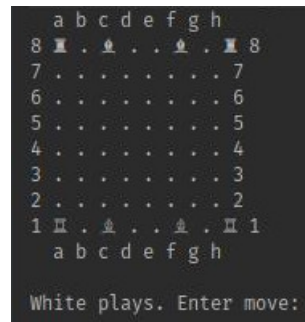 a b c d e f g h
8 ♜ . ♝ . . ♝ . ♜ 8
7 . . . . . . . . 7
6 . . . . . . . . 6
5 . . . . . . . . 5
4 . . . . . . . . 4
3 . . . . . . . . 3
2 . . . . . . . . 2
1 ♖ . ♗ . . ♗ . ♖ 1
a b c d e f g h
White plays. Enter move: